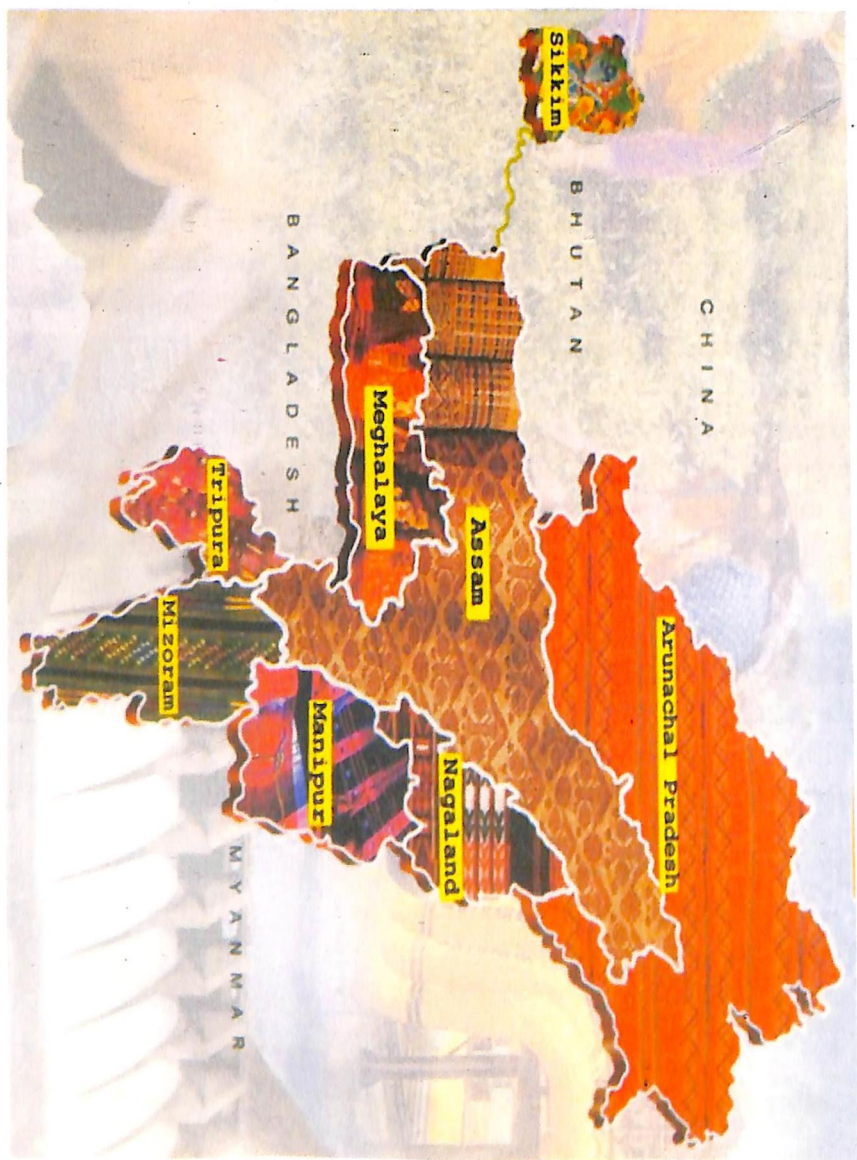 CHINA
Sikkim
BHUTAN
Arunachal Pradesh
Assam
Nagaland
Meghalaya
BANGLADESH
Manipur
Tripura
Mizoram
MYANMAR